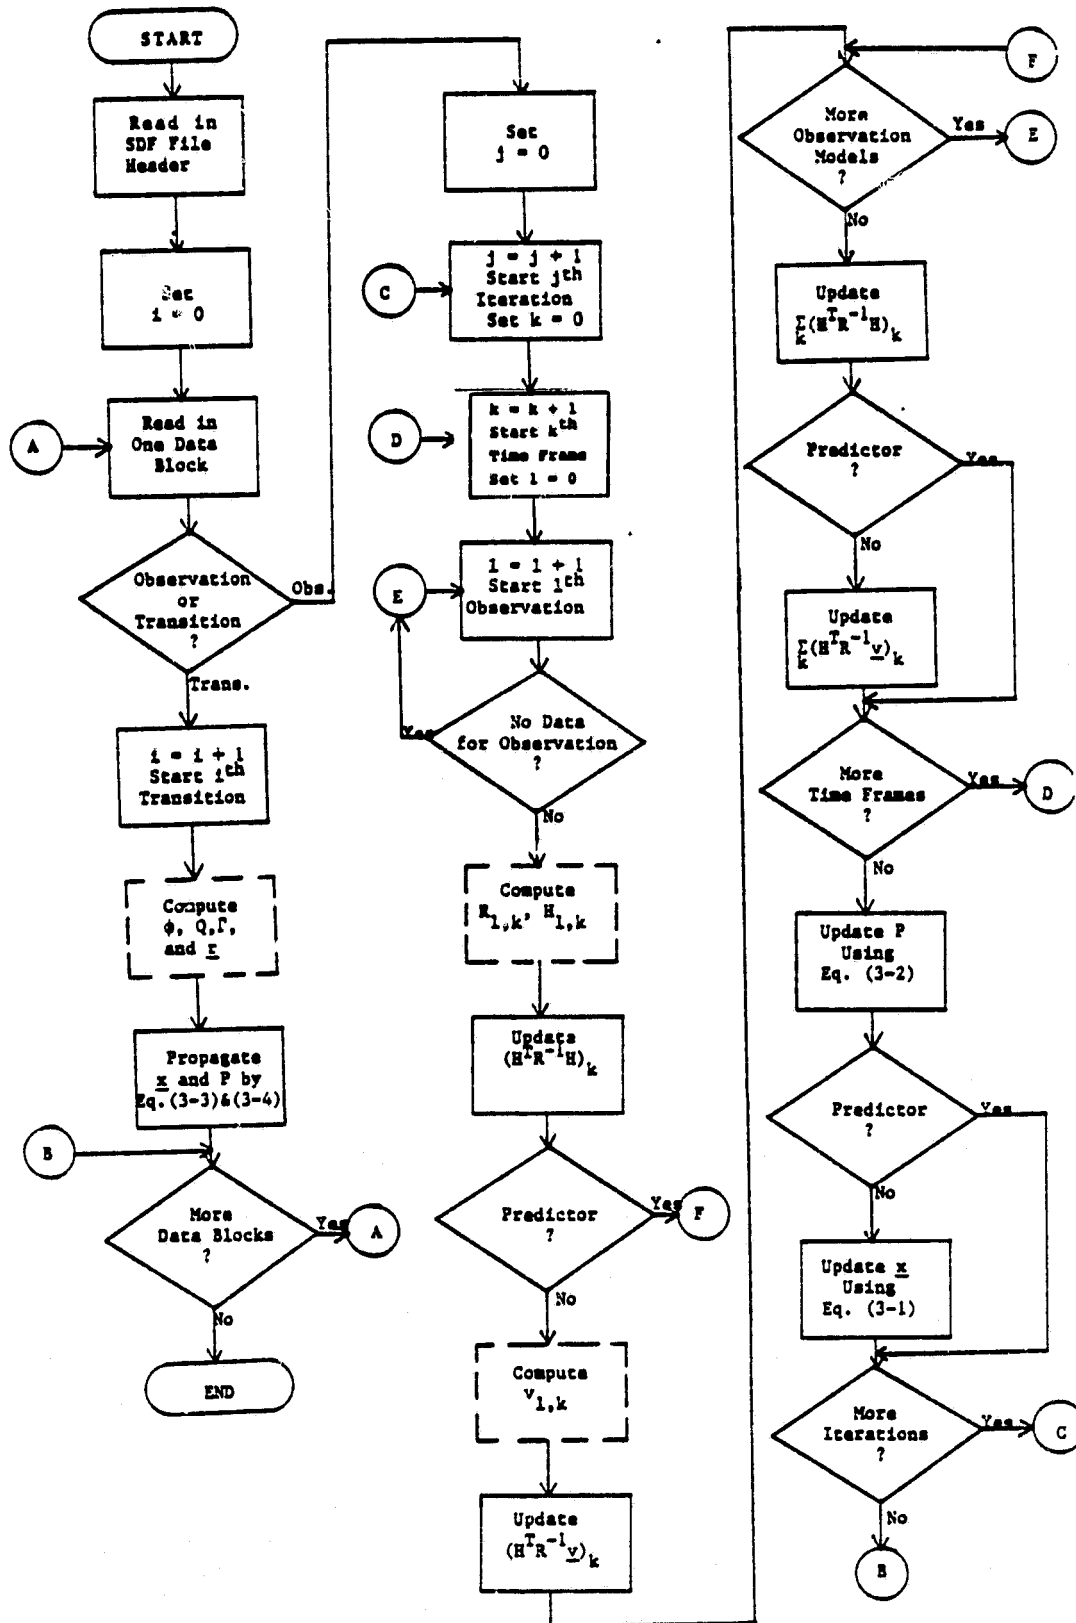 START
Read in
SDF File
Header
Set
i = 0
A
Read in
One Data
Block
Observation
or
Transition
?
Obs.
Trans.
i = i + 1
Start iᵗʰ
Transition
Compute
ϕ, Q,Γ,
and r
Propagate
x and P by
Eq.(3-3)&(3-4)
B
More
Data Blocks
?
Yes
A
No
END
Set
j = 0
C
j = j + 1
Start jᵗʰ
Iteration
Set k = 0
D
k = k + 1
Start kᵗʰ
Time Frame
Set l = 0
E
l = l + 1
Start lᵗʰ
Observation
Yes
No Data
for Observation
?
No
Compute
R_l,k, H_l,k
Update
(HᵀR⁻¹H)ₖ
Predictor
?
Yes
F
No
Compute
v_l,k
Update
(HᵀR⁻¹v)ₖ
F
More
Observation
Models
?
Yes
E
No
Update
Σ(HᵀR⁻¹H)ₖ
k
Predictor
?
Yes
No
Update
Σ(HᵀR⁻¹v)ₖ
k
More
Time Frames
?
Yes
D
No
Update P
Using
Eq. (3-2)
Predictor
?
Yes
No
Update x
Using
Eq. (3-1)
More
Iterations
?
Yes
C
No
B